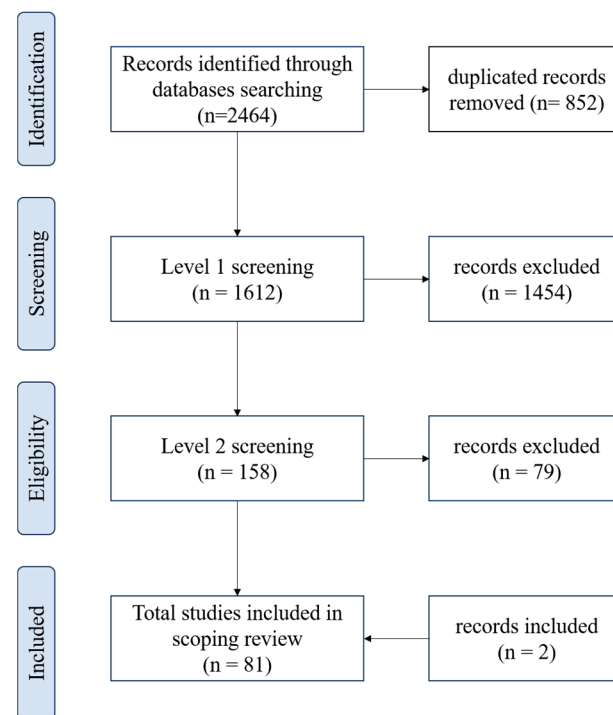 Identification
Records identified through
databases searching
(n=2464)
duplicated records
removed (n= 852)
Screening
Level 1 screening
(n = 1612)
records excluded
(n = 1454)
Eligibility
Level 2 screening
(n = 158)
records excluded
(n = 79)
Included
Total studies included in
scoping review
(n = 81)
records included
(n = 2)